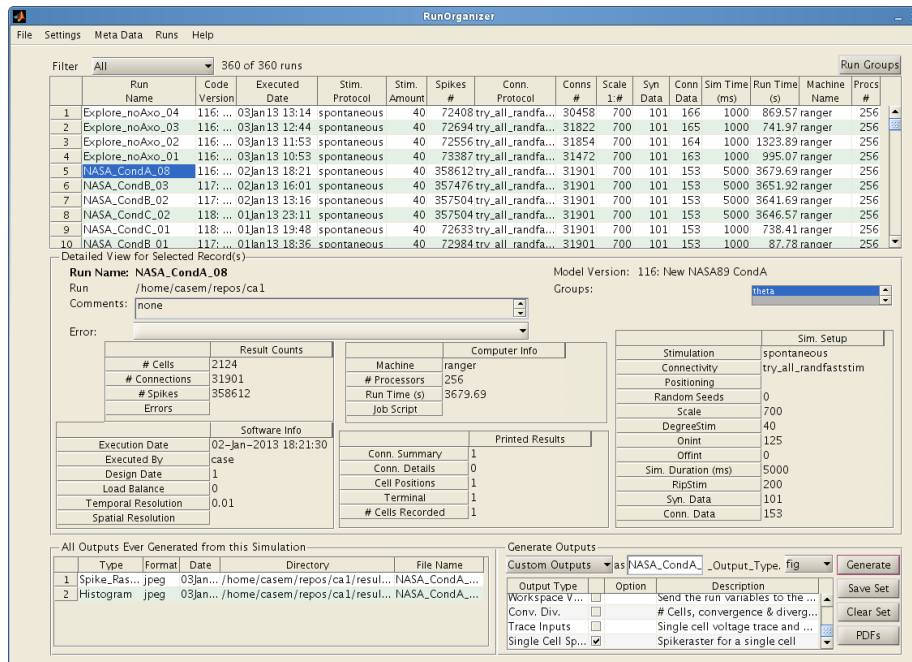 RunOrganizer
File Settings Meta Data Runs Help
Filter All 360 of 360 runs Run Groups
Run Name Code Version Executed Date Stim. Protocol Stim. Amount Spikes # Conn. Protocol Conns # Scale 1:# Syn Data Conn Data Sim Time (ms) Run Time (s) Machine Name Procs #
1 Explore_noAxo_04 116: ... 03Jan13 13:14 spontaneous 40 72408 try_all_randfa... 30458 700 101 166 1000 869.57 ranger 256
2 Explore_noAxo_03 116: ... 03Jan13 12:44 spontaneous 40 72694 try_all_randfa... 31822 700 101 165 1000 741.97 ranger 256
3 Explore_noAxo_02 116: ... 03Jan13 11:53 spontaneous 40 72556 try_all_randfa... 31854 700 101 164 1000 1323.89 ranger 256
4 Explore_noAxo_01 116: ... 03Jan13 10:53 spontaneous 40 73387 try_all_randfa... 31472 700 101 163 1000 995.07 ranger 256
5 NASA_CondA_08 116: ... 02Jan13 18:21 spontaneous 40 358612 try_all_randfa... 31901 700 101 153 5000 3679.69 ranger 256
6 NASA_CondB_03 117: ... 02Jan13 16:01 spontaneous 40 357476 try_all_randfa... 31901 700 101 153 5000 3651.92 ranger 256
7 NASA_CondB_02 117: ... 02Jan13 13:16 spontaneous 40 357504 try_all_randfa... 31901 700 101 153 5000 3641.69 ranger 256
8 NASA_CondC_02 118: ... 01Jan13 23:11 spontaneous 40 357504 try_all_randfa... 31901 700 101 153 5000 3646.57 ranger 256
9 NASA_CondC_01 118: ... 01Jan13 19:48 spontaneous 40 72633 try_all_randfa... 31901 700 101 153 1000 738.41 ranger 256
10 NASA_CondB_01 117: ... 01Jan13 18:36 spontaneous 40 72984 try_all_randfa... 31901 700 101 153 1000 87.78 ranger 256
Detailed View for Selected Record(s)
Run Name: NASA_CondA_08 Model Version: 116: New NASA89 CondA
Run /home/casem/repos/ca1 Groups: theta
Comments: none
Error:
Result Counts
# Cells 2124
# Connections 31901
# Spikes 358612
Errors
Computer Info
Machine ranger
# Processors 256
Run Time (s) 3679.69
Job Script
Sim. Setup
Stimulation spontaneous
Connectivity try_all_randfaststim
Positioning
Random Seeds 0
Scale 700
DegreeStim 40
Onint 125
Offint 0
Sim. Duration (ms) 5000
RipStim 200
Syn. Data 101
Conn. Data 153
Software Info
Execution Date 02-Jan-2013 18:21:30
Executed By case
Design Date 1
Load Balance 0
Temporal Resolution 0.01
Spatial Resolution
Printed Results
Conn. Summary 1
Conn. Details 0
Cell Positions 1
Terminal 1
# Cells Recorded 1
All Outputs Ever Generated from this Simulation
Type Format Date Directory File Name
1 Spike_Ras... jpeg 03Jan... /home/casem/repos/ca1/resul... NASA_CondA_...
2 Histogram jpeg 03Jan... /home/casem/repos/ca1/resul... NASA_CondA_...
Generate Outputs
Custom Outputs as NASA_CondA_ _Output_Type. fig Generate
Output Type Option Description
Workspace V... Send the run variables to the ...
Conv. Div. # Cells, convergence & diverg...
Trace Inputs Single cell voltage trace and ...
Single Cell Sp... Spikeraster for a single cell
Save Set
Clear Set
PDFs